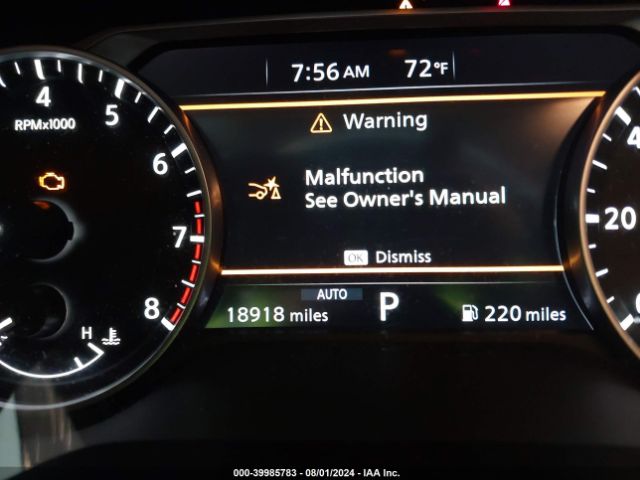 7:56 AM 72°F
4 5 6 7 8
RPMx1000
Warning
Malfunction
See Owner's Manual
OK Dismiss
AUTO
18918 miles P 220 miles
H
4
20
000-39985783 - 08/01/2024 - IAA Inc.